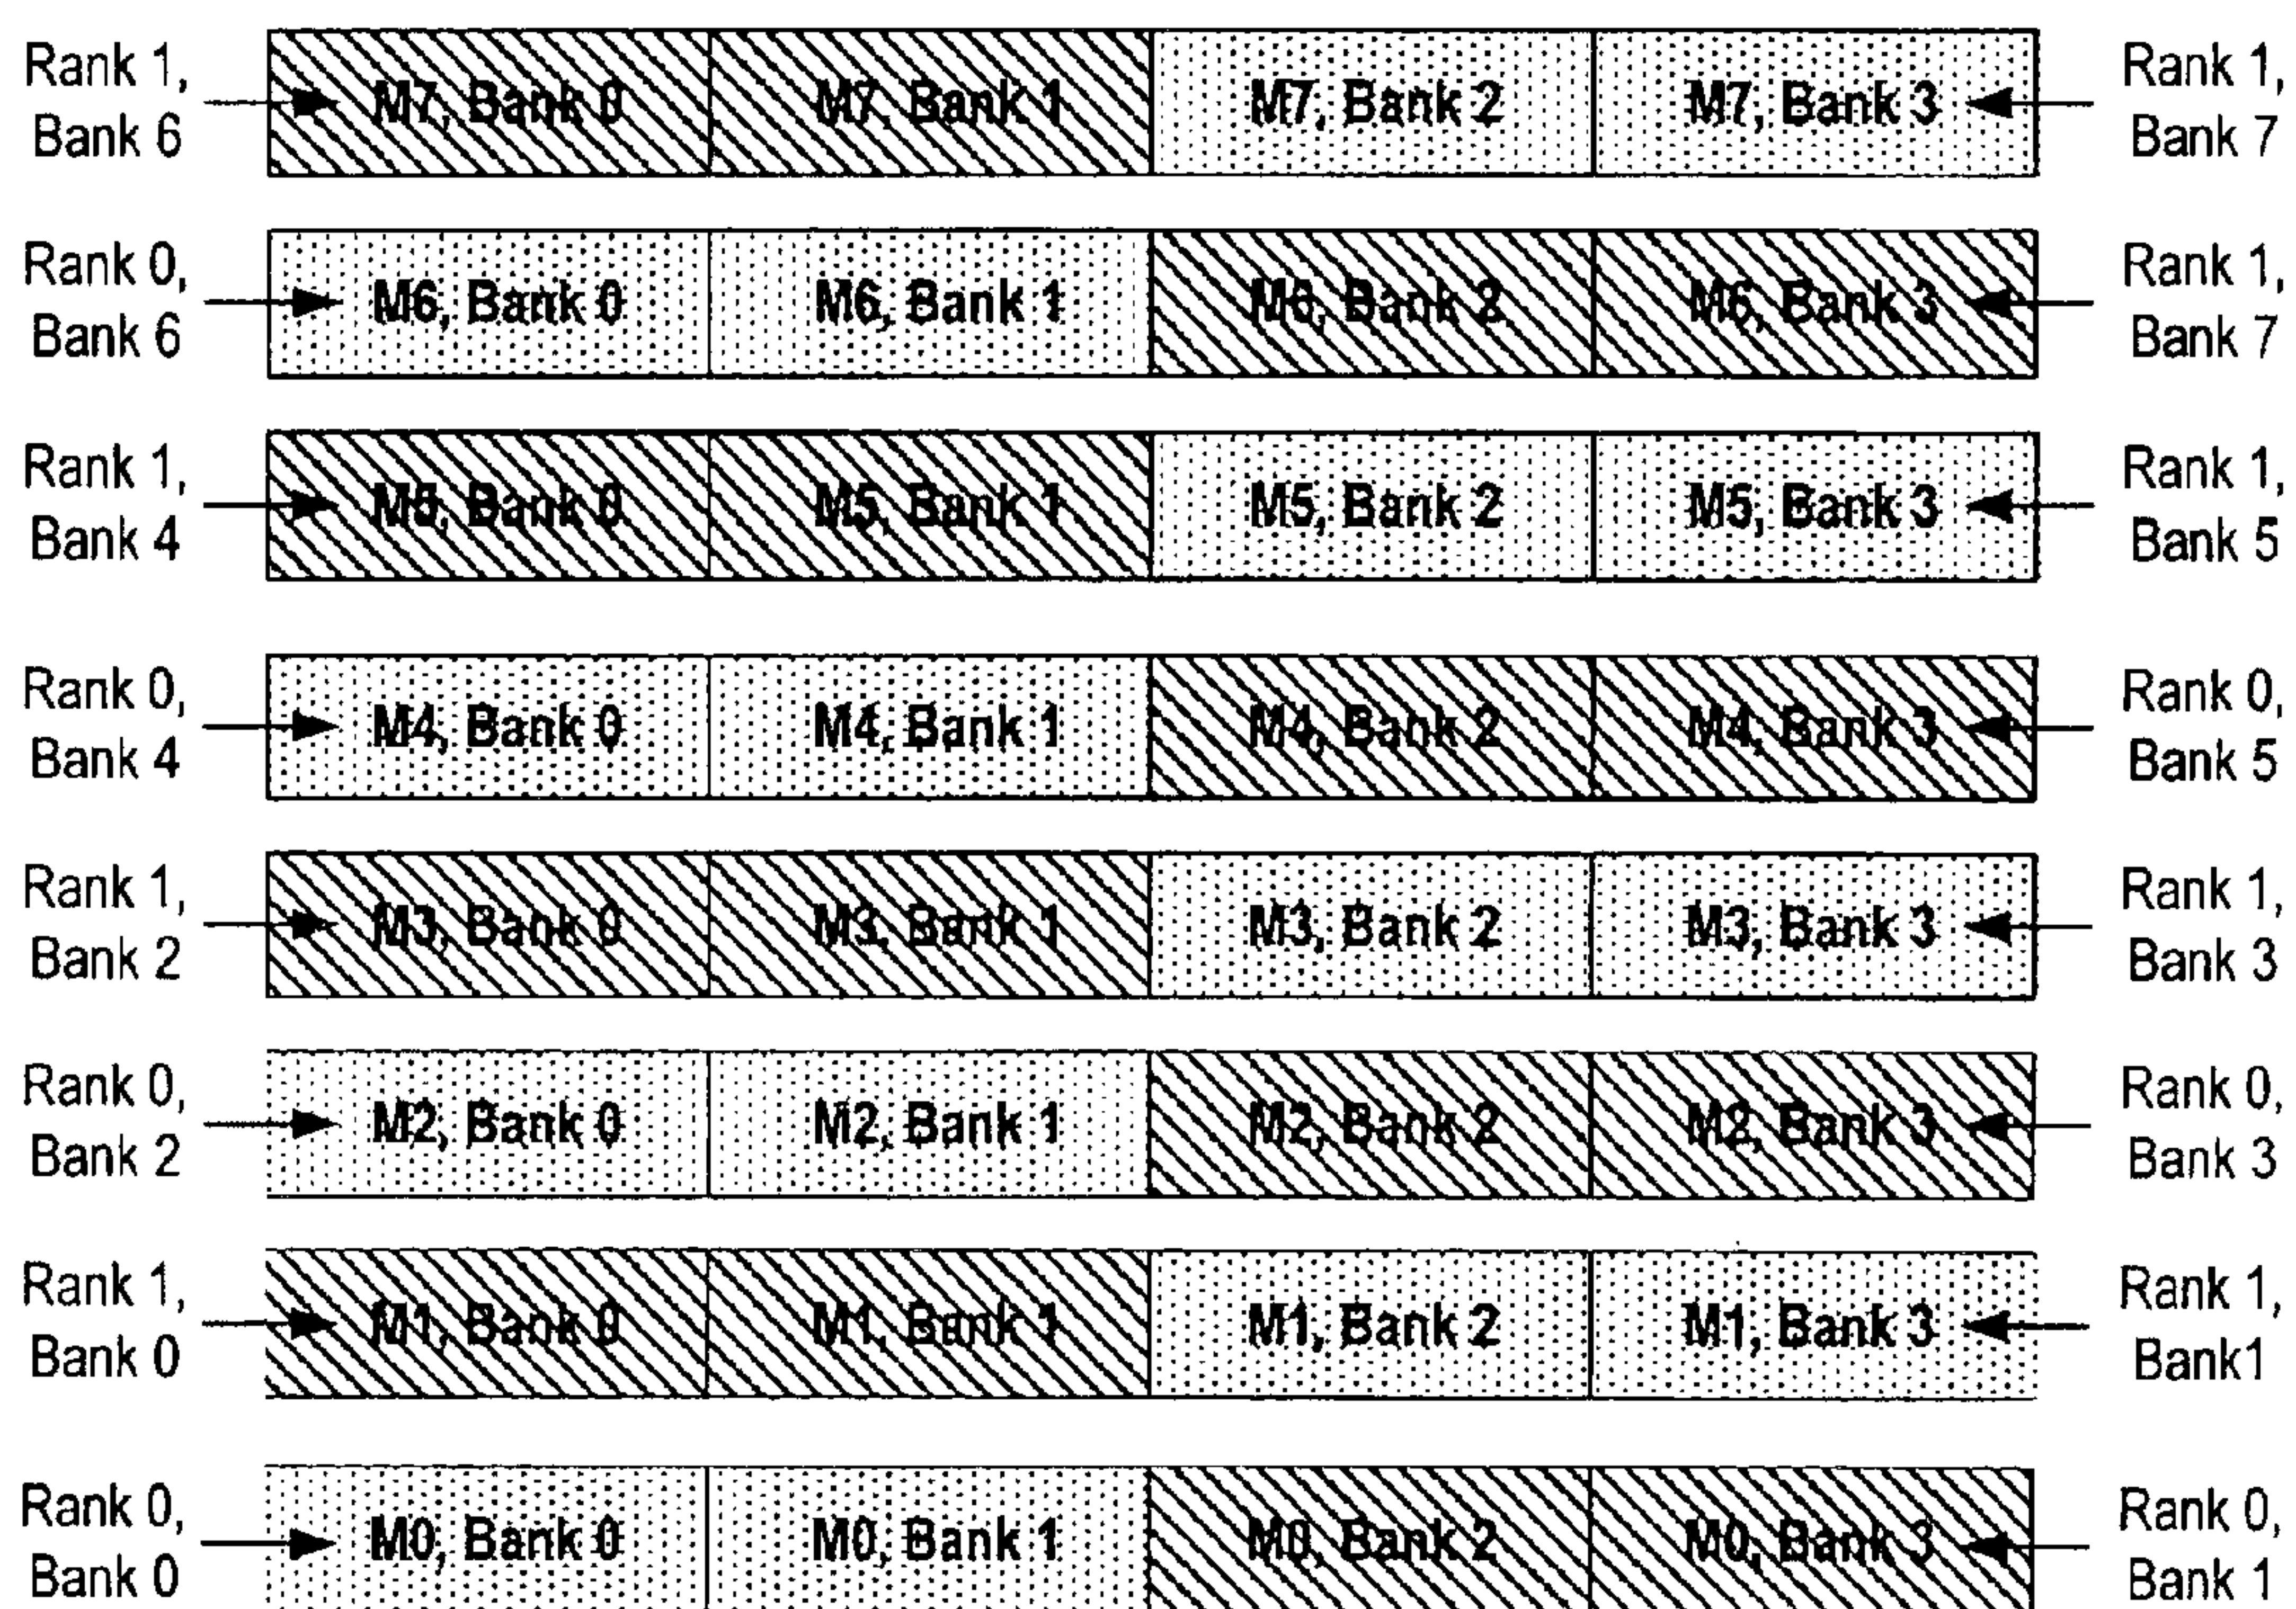 Rank 1,
Bank 6
M7, Bank 0
M7, Bank 1
M7, Bank 2
M7, Bank 3
Rank 1,
Bank 7
Rank 0,
Bank 6
M6, Bank 0
M6, Bank 1
M6, Bank 2
M6, Bank 3
Rank 1,
Bank 7
Rank 1,
Bank 4
M5, Bank 0
M5, Bank 1
M5, Bank 2
M5, Bank 3
Rank 1,
Bank 5
Rank 0,
Bank 4
M4, Bank 0
M4, Bank 1
M4, Bank 2
M4, Bank 3
Rank 0,
Bank 5
Rank 1,
Bank 2
M3, Bank 0
M3, Bank 1
M3, Bank 2
M3, Bank 3
Rank 1,
Bank 3
Rank 0,
Bank 2
M2, Bank 0
M2, Bank 1
M2, Bank 2
M2, Bank 3
Rank 0,
Bank 3
Rank 1,
Bank 0
M1, Bank 0
M1, Bank 1
M1, Bank 2
M1, Bank 3
Rank 1,
Bank1
Rank 0,
Bank 0
M0, Bank 0
M0, Bank 1
M0, Bank 2
M0, Bank 3
Rank 0,
Bank 1